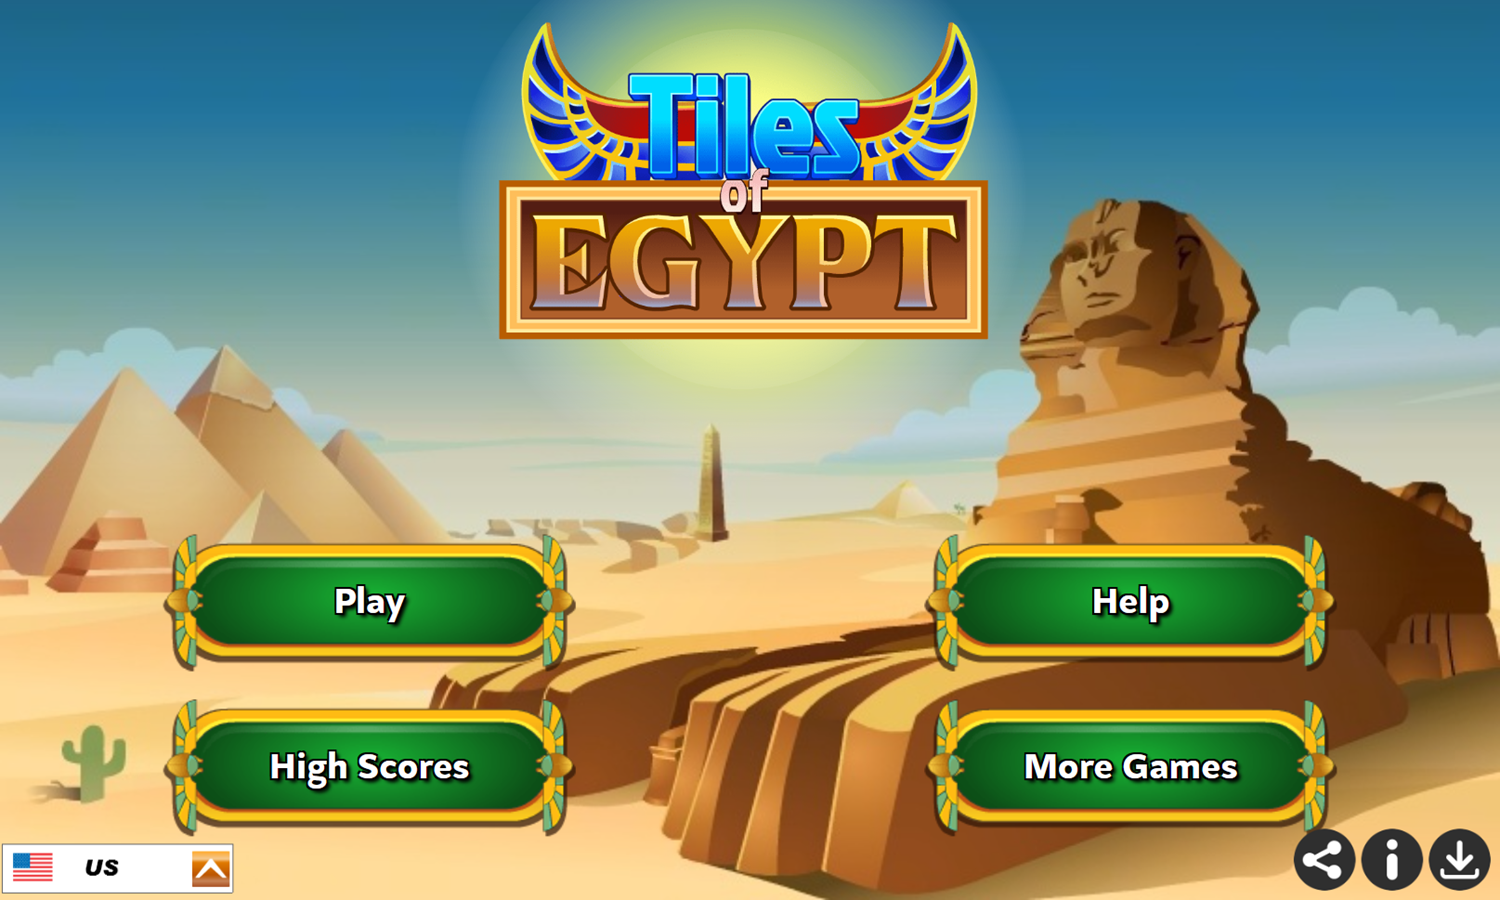 Tiles
of
EGYPT
Play
Help
High Scores
More Games
US